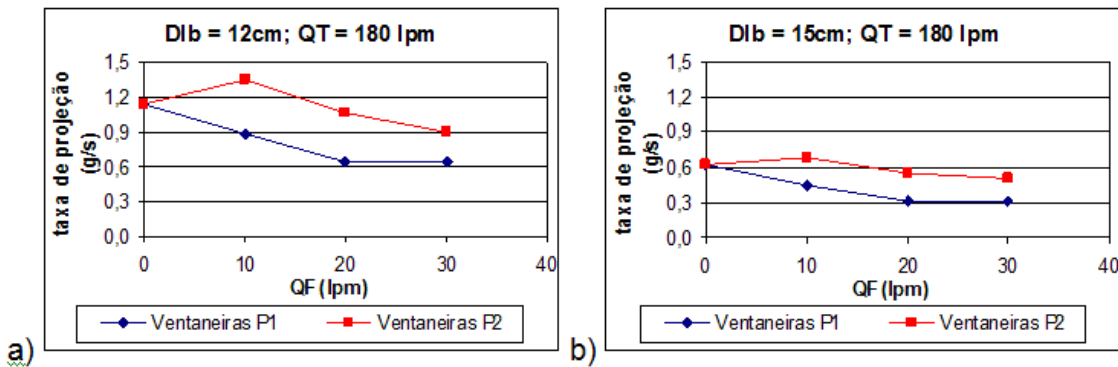 DIb = 12cm; QT = 180 lpm
taxa de projeção
(g/s)
1,5
1,2
0,9
0,6
0,3
0,0
0 10 20 30 40
QF (lpm)
Ventaneiras P1 Ventaneiras P2
a)
DIb = 15cm; QT = 180 lpm
taxa de projeção
(g/s)
1,5
1,2
0,9
0,6
0,3
0,0
0 10 20 30 40
QF (lpm)
Ventaneiras P1 Ventaneiras P2
b)